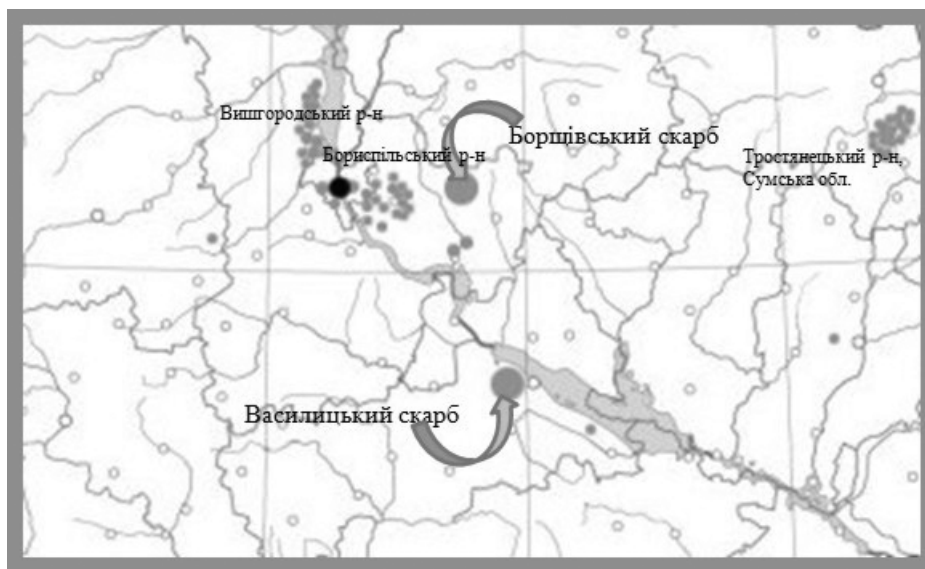 Вишгородський р-н
Борщівський скарб
Бориспільський р-н
Тростянецький р-н,
Сумська обл.
Василицький скарб